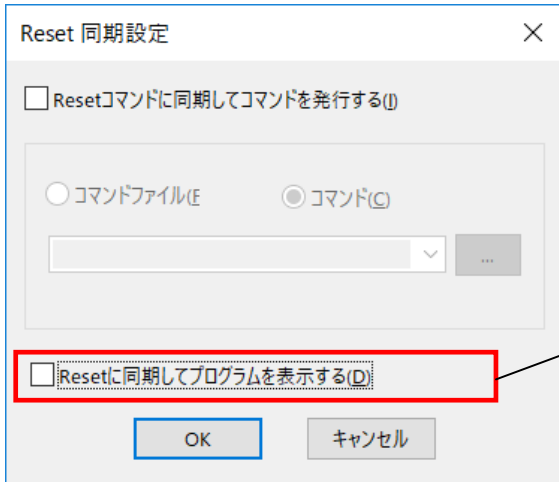 Reset 同期設定
Resetコマンドに同期してコマンドを発行する(I)
コマンドファイル(F
コマンド(C)
...
Resetに同期してプログラムを表示する(D)
OK
キャンセル